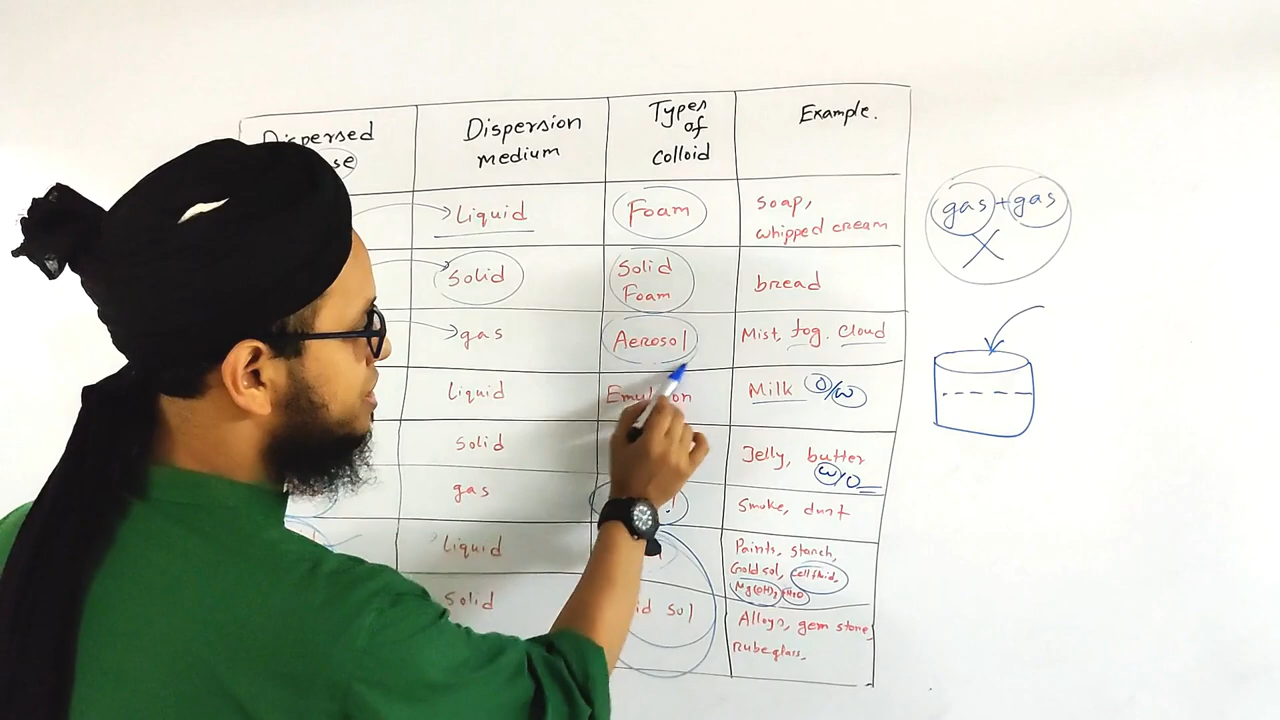 Dispersed
Dispersion
medium
Types
of
colloid
Example.
Liquid
Foam
soap,
whipped cream
gas + gas
X
Solid
Solid
Foam
bread
gas
Aerosol
Mist, fog. cloud
Liquid
Milk O/W
Solid
Jelly, butter
W/O
gas
Smoke, dust
Liquid
Paints, starch,
Gold sol, cell fluid,
Solid
sol
Alloys, gem stone,